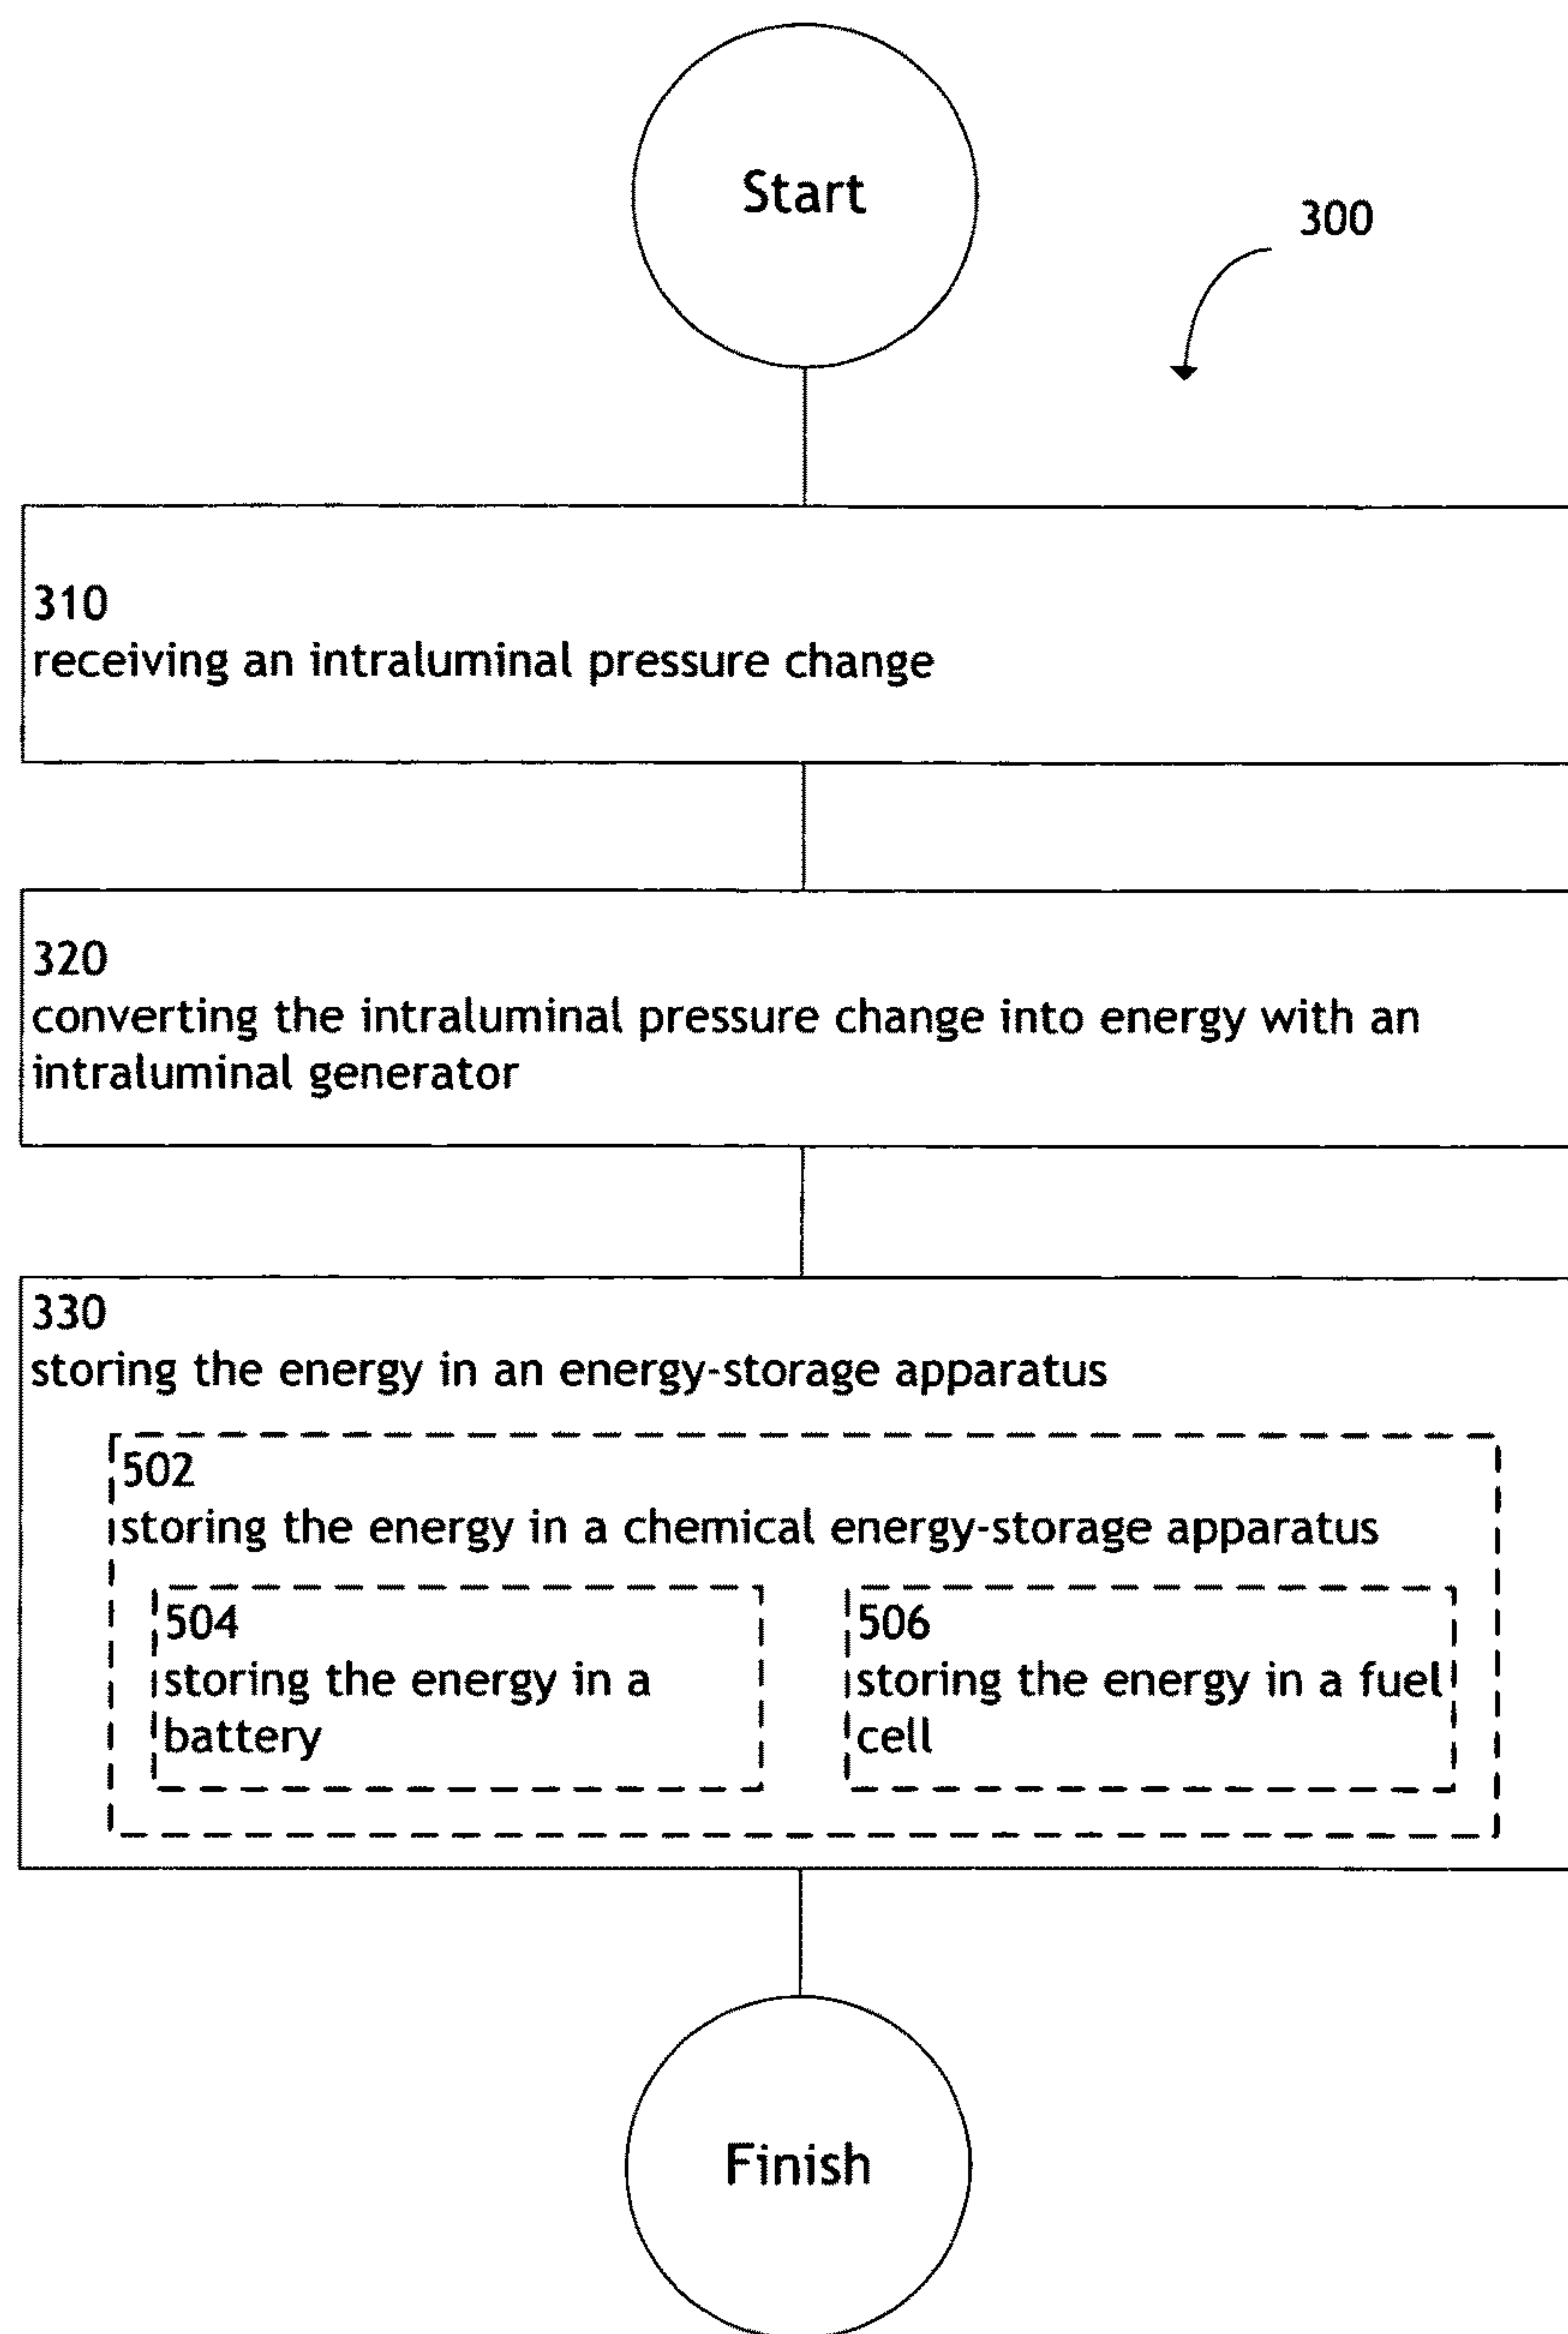 Start
300
310
receiving an intraluminal pressure change
320
converting the intraluminal pressure change into energy with an
intraluminal generator
330
storing the energy in an energy-storage apparatus
502
storing the energy in a chemical energy-storage apparatus
504
storing the energy in a
battery
506
storing the energy in a fuel
cell
Finish